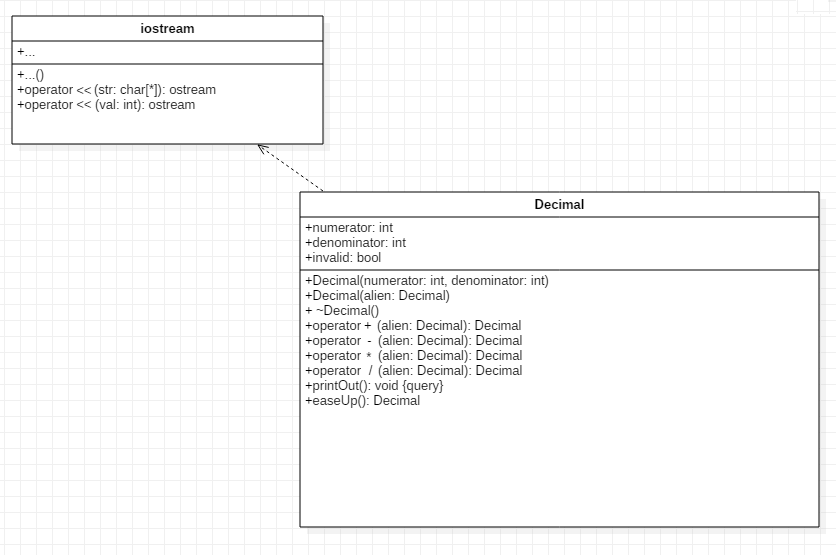 iostream
+...
+...()
+operator << (str: char[*]): ostream
+operator << (val: int): ostream
Decimal
+numerator: int
+denominator: int
+invalid: bool
+Decimal(numerator: int, denominator: int)
+Decimal(alien: Decimal)
+ ~Decimal()
+operator + (alien: Decimal): Decimal
+operator - (alien: Decimal): Decimal
+operator * (alien: Decimal): Decimal
+operator / (alien: Decimal): Decimal
+printOut(): void {query}
+easeUp(): Decimal